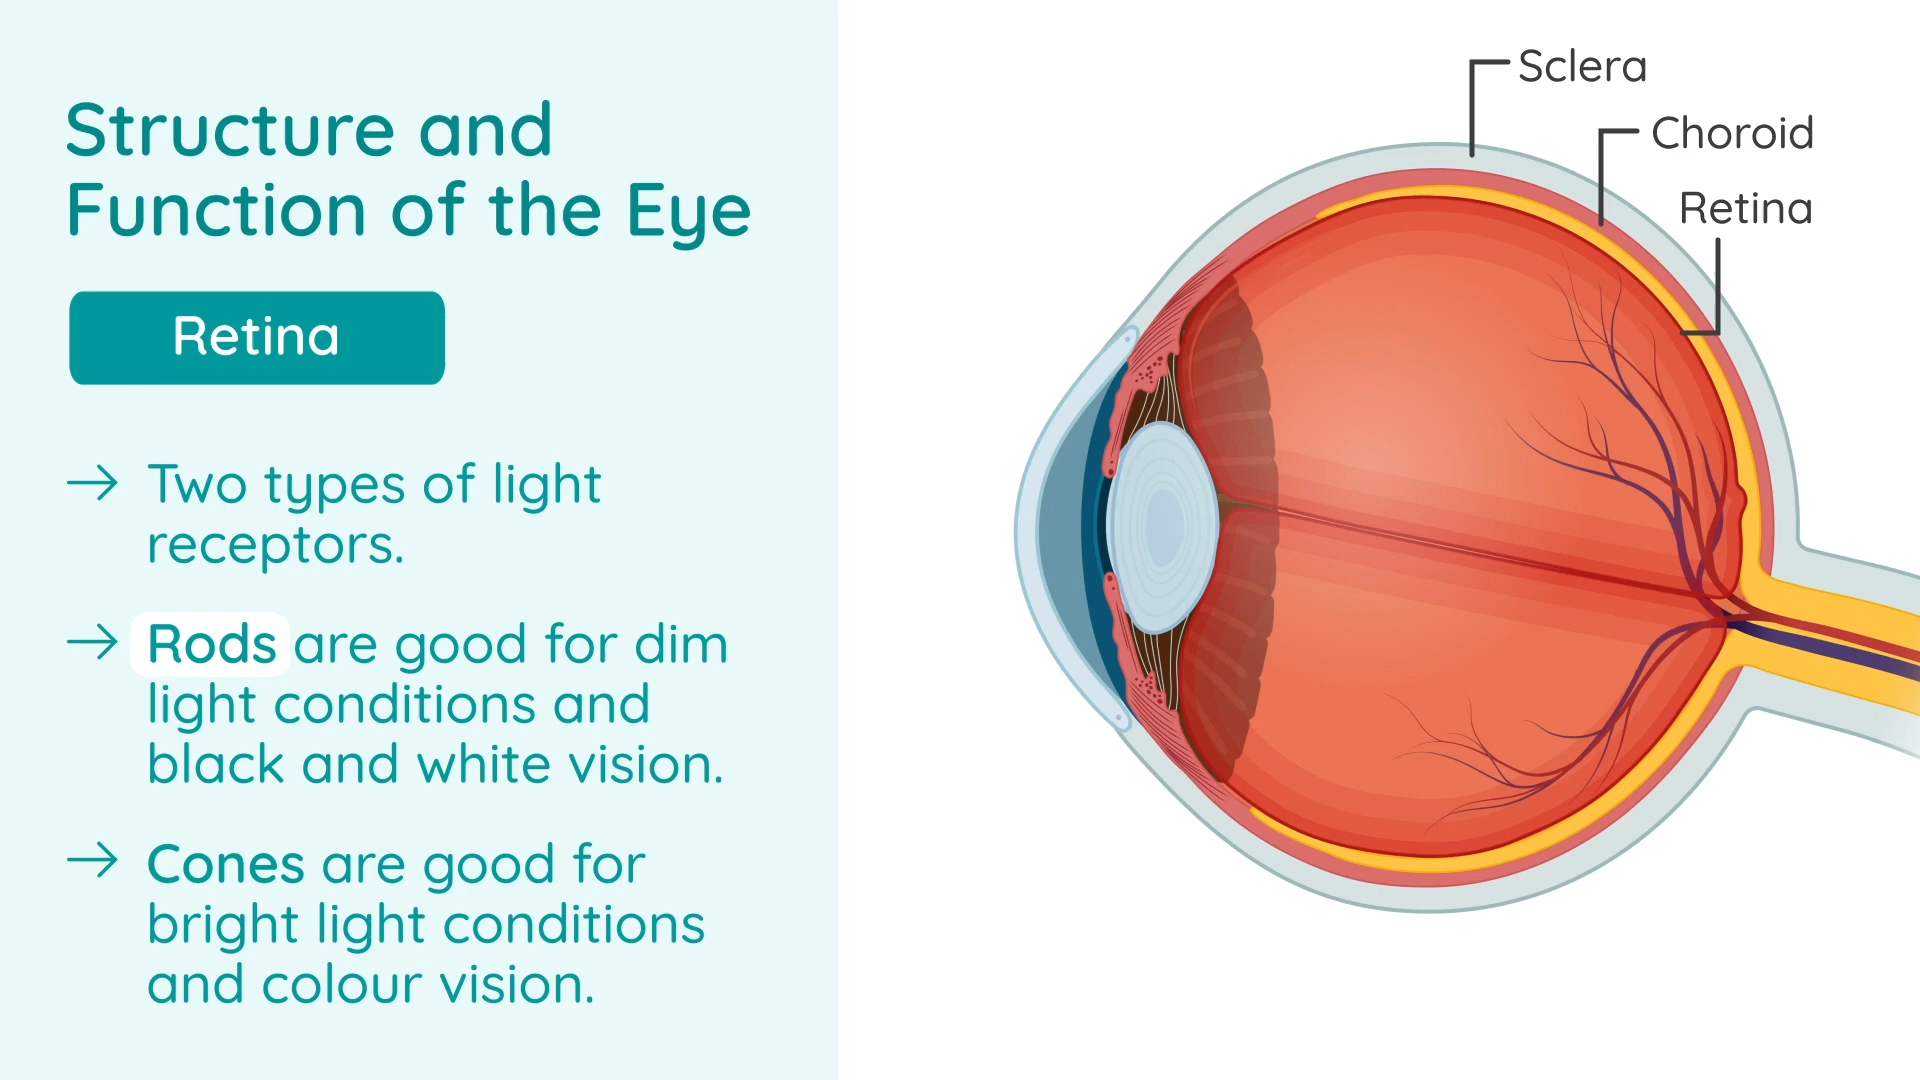 Structure and
Function of the Eye
Retina
→ Two types of light
receptors.
→ Rods are good for dim
light conditions and
black and white vision.
→ Cones are good for
bright light conditions
and colour vision.
Sclera
Choroid
Retina